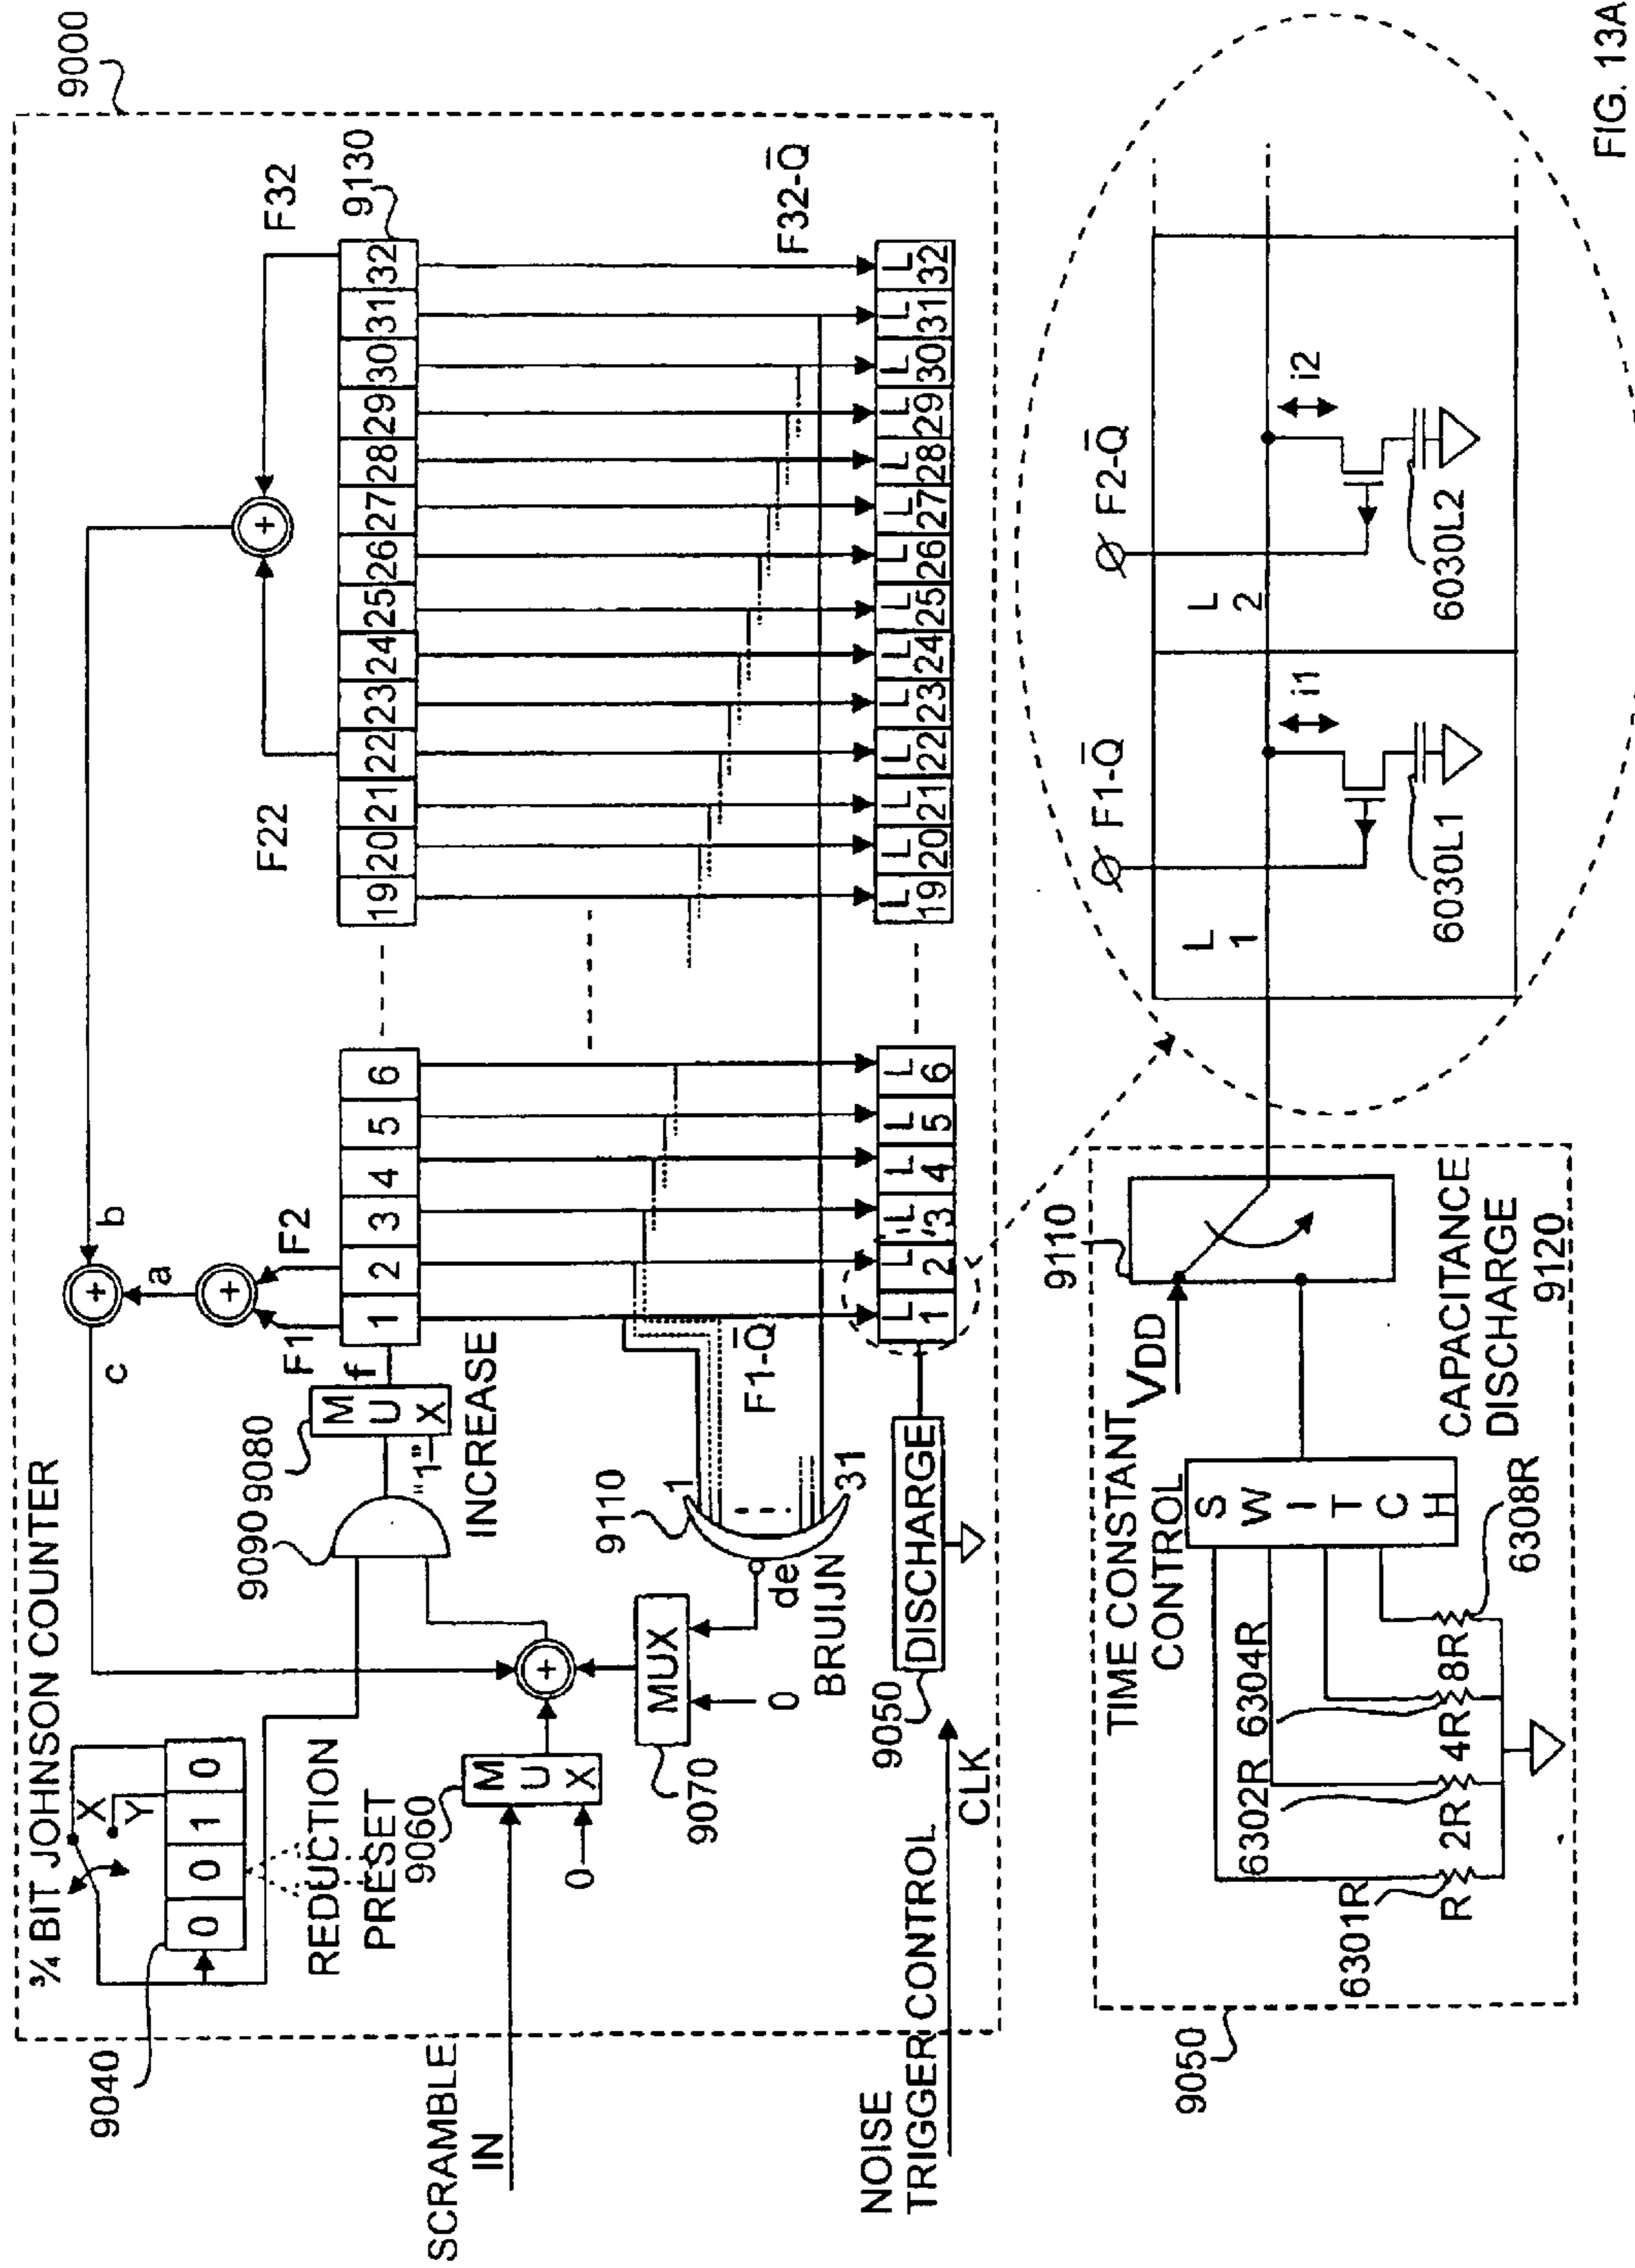 9000
¾ BIT JOHNSON COUNTER
9040
X
Y
0 0 1 0
REDUCTION
PRESET
SCRAMBLE
IN
9060
M
U
X
0
9070
MUX
0
de
BRUIJN
9090
9080
M
U
X
"1"
f
INCREASE
c
a
b
+
+
+
+
F1
F2
F22
F32
9130
1 2 3 4 5 6
19 20 21 22 23 24 25 26 27 28 29 30 31 32
9110
1
31
F1-Q̅
F32-Q̅
L L L L L L
1 2 3 4 5 6
L L L L L L L L L L L L L L
19 20 21 22 23 24 25 26 27 28 29 30 31 32
9050
DISCHARGE
NOISE
TRIGGER CONTROL
CLK
9050
TIME CONSTANT
CONTROL
VDD
9110
S
W
I
T
C
H
6301R
6302R
6304R
6308R
R
2R
4R
8R
CAPACITANCE
DISCHARGE
9120
L
1
F1-Q̅
i1
6030L1
L
2
F2-Q̅
i2
6030L2
FIG. 13A